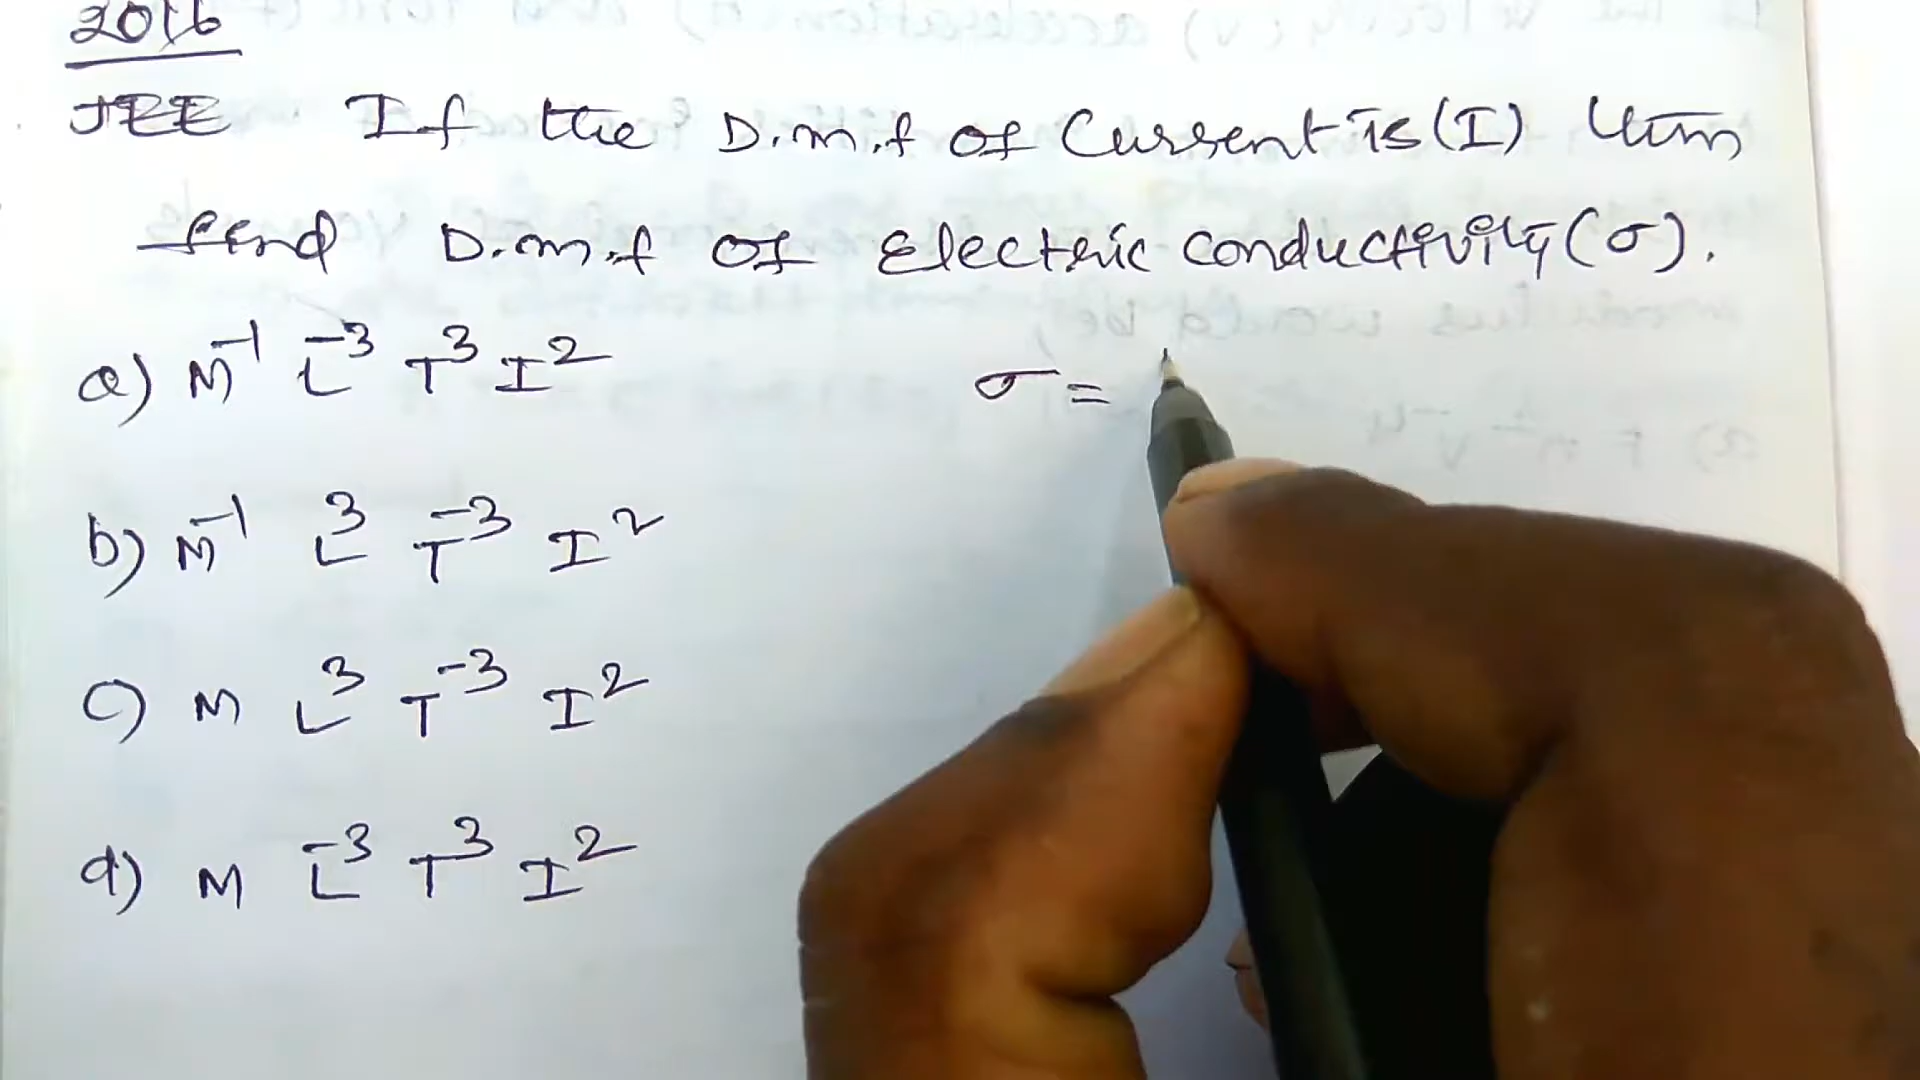 2016
JEE If the D.m.f of Current is (I) then
find D.m.f of Electric conductivity (σ).
a) M⁻¹ L⁻³ T³ I²
σ =
b) M⁻¹ L³ T⁻³ I²
c) M L³ T⁻³ I²
d) M L⁻³ T³ I²